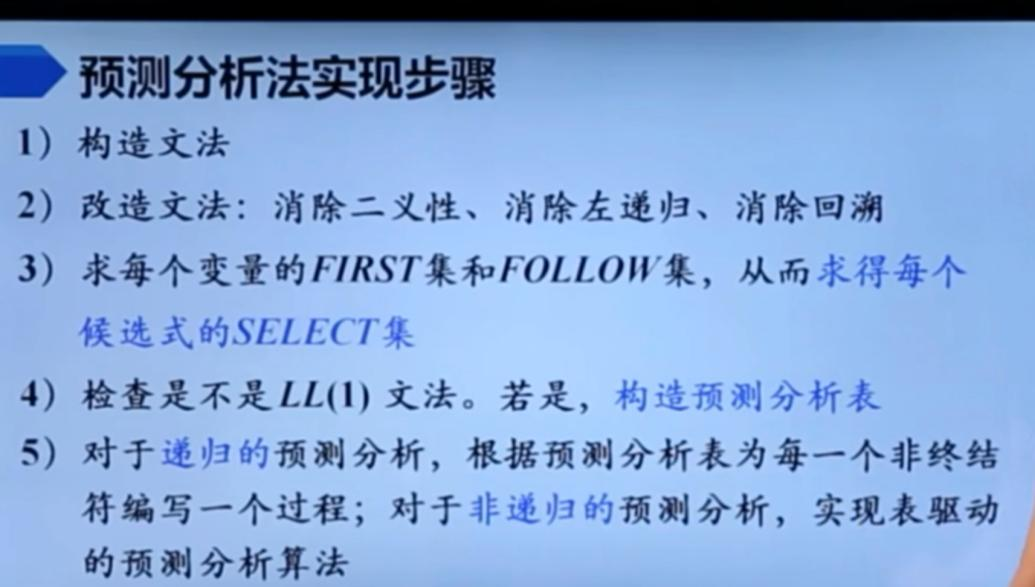 预测分析法实现步骤
1）构造文法
2）改造文法：消除二义性、消除左递归、消除回溯
3）求每个变量的FIRST集和FOLLOW集，从而求得每个
候选式的SELECT集
4）检查是不是LL(1) 文法。若是，构造预测分析表
5）对于递归的预测分析，根据预测分析表为每一个非终结
符编写一个过程；对于非递归的预测分析，实现表驱动
的预测分析算法